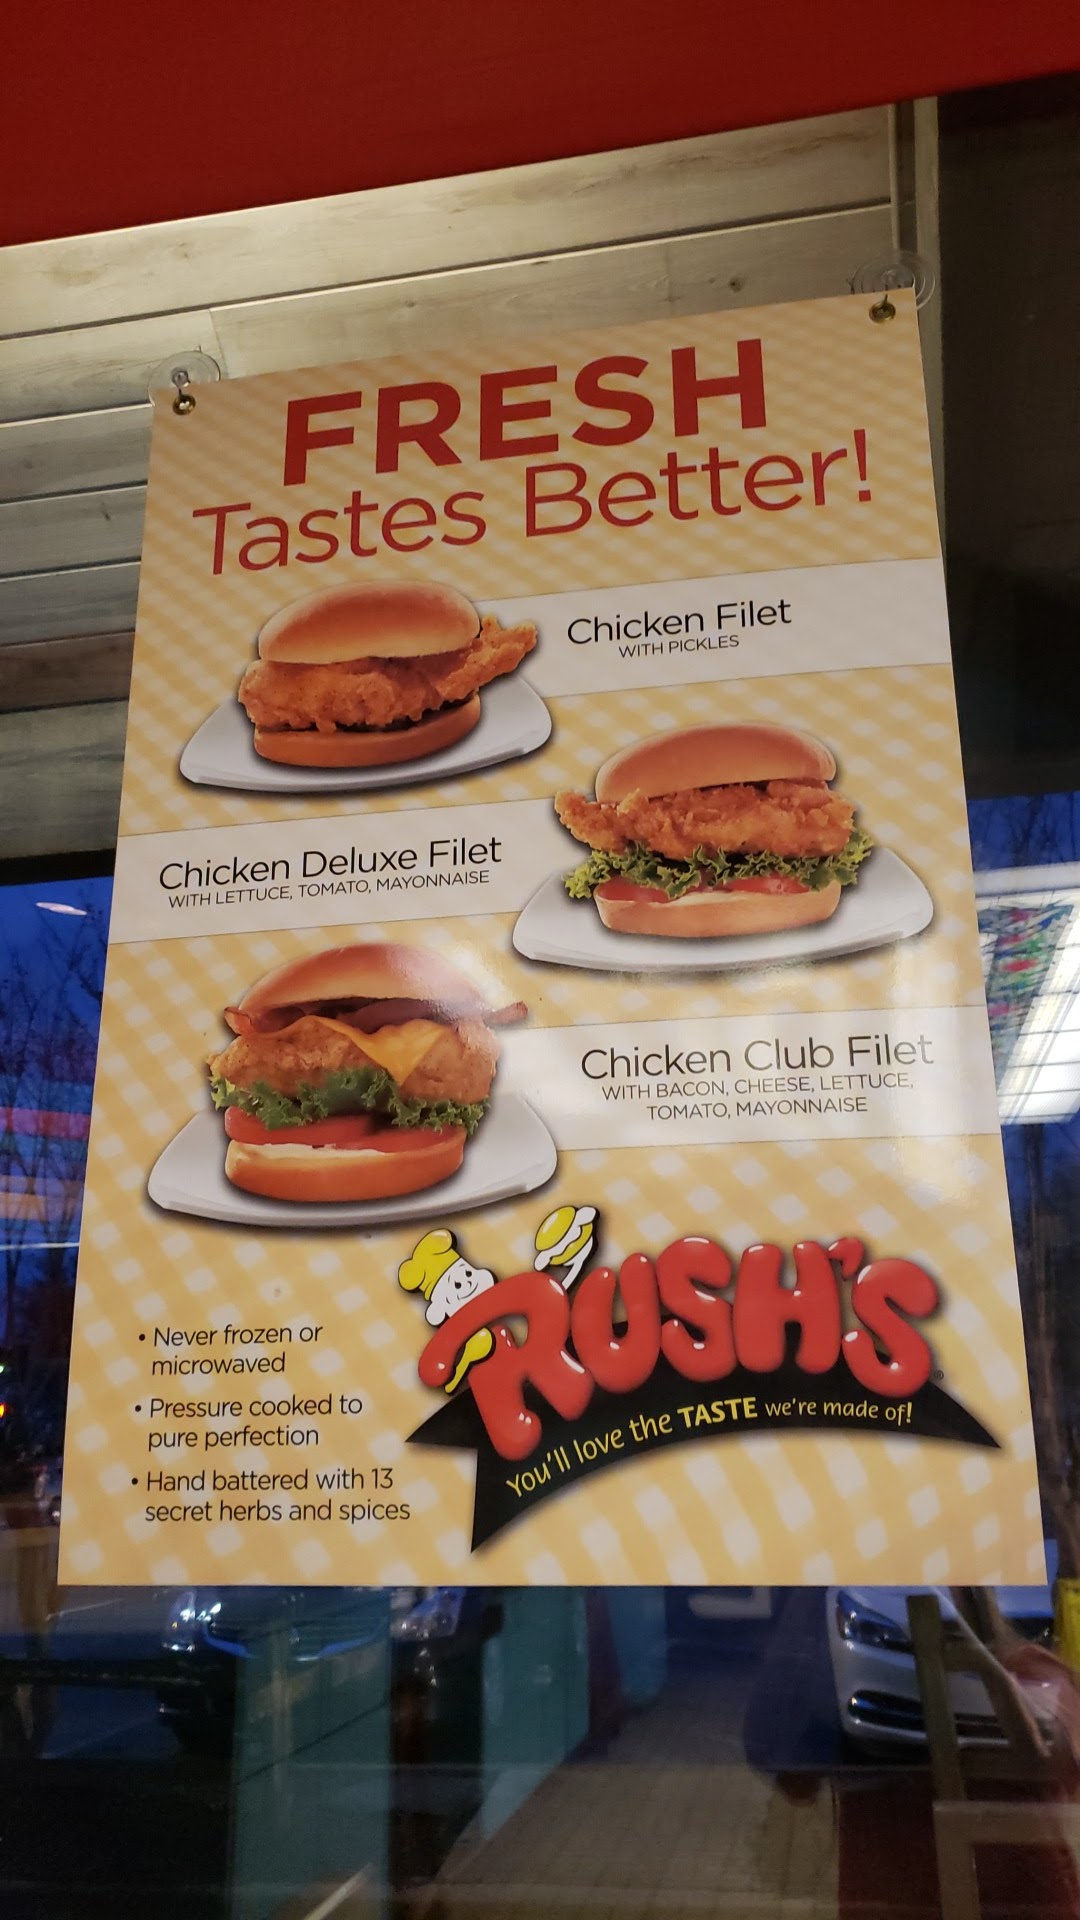 FRESH
Tastes Better!
Chicken Filet
WITH PICKLES
Chicken Deluxe Filet
WITH LETTUCE, TOMATO, MAYONNAISE
Chicken Club Filet
WITH BACON, CHEESE, LETTUCE,
TOMATO, MAYONNAISE
• Never frozen or
microwaved
• Pressure cooked to
pure perfection
• Hand battered with 13
secret herbs and spices
RUSH'S®
You'll love the TASTE we're made of!